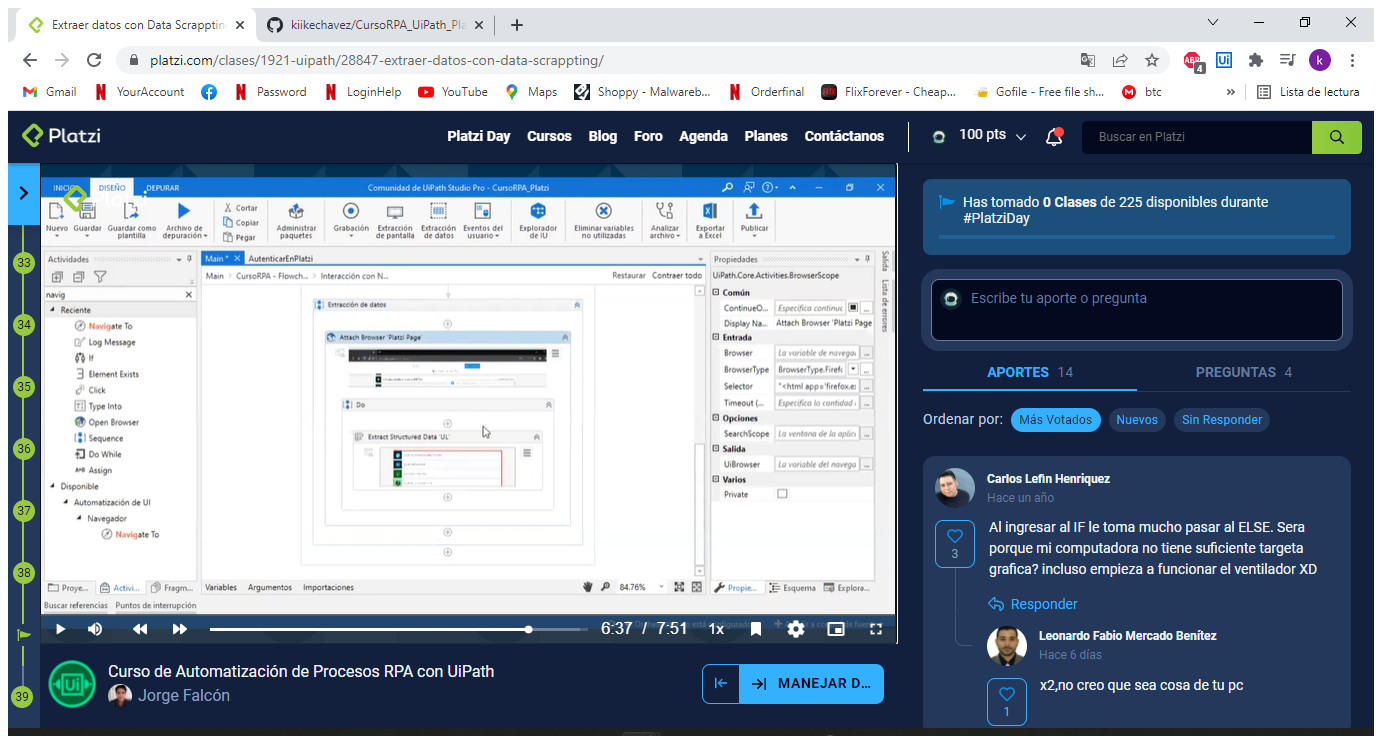 Extraer datos con Data Scrappting
kiikechavez/CursoRPA_UiPath_Pla
platzi.com/clases/1921-uipath/28847-extraer-datos-con-data-scrappting/
ABP 4 Ui k
Gmail YourAccount Password LoginHelp YouTube Maps Shoppy - Malwareb... Orderfinal FlixForever - Cheap... Gofile - Free file sh... btc » Lista de lectura
Platzi
Platzi Day Cursos Blog Foro Agenda Planes Contáctanos
100 pts
Buscar en Platzi
INICIO DISEÑO DEPURAR
Comunidad de UiPath Studio Pro - CursoRPA_Platzi
Nuevo
Guardar
Guardar como plantilla
Archivo de depuración
Cortar
Copiar
Pegar
Administrar paquetes
Grabación
Extracción de pantalla
Extracción de datos
Eventos del usuario
Explorador de IU
Eliminar variables no utilizadas
Analizar archivo
Exportar a Excel
Publicar
Actividades
navig
Reciente
Navigate To
Log Message
If
Element Exists
Click
Type Into
Open Browser
Sequence
Do While
Assign
Disponible
Automatización de UI
Navegador
Navigate To
Proye... Activi... Fragm...
Buscar referencias Puntos de interrupción
Main * AutenticarEnPlatzi
Main > CursoRPA - Flowch... > Interacción con N...
Restaurar Contraer todo
Extracción de datos
Attach Browser 'Platzi Page'
Do
Extract Structured Data 'UL'
Variables Argumentos Importaciones
84.76%
Propiedades
UiPath.Core.Activities.BrowserScope
Común
ContinueO... Especifica continuc
Display Na... Attach Browser 'Platzi Page
Entrada
Browser La variable de navega
BrowserType BrowserType.Firefc
Selector "<html app='firefox.e
Timeout (... Especifica la cantidad
Opciones
SearchScope La ventana de la aplic
Salida
UiBrowser La variable del navega
Varios
Private
Propie... Esquema Explora...
Salida
Lista de errores
33
34
35
36
37
38
39
6:37 / 7:51 1x
Curso de Automatización de Procesos RPA con UiPath
Jorge Falcón
MANEJAR D...
Has tomado 0 Clases de 225 disponibles durante
#PlatziDay
Escribe tu aporte o pregunta
APORTES 14 PREGUNTAS 4
Ordenar por: Más Votados Nuevos Sin Responder
Carlos Lefin Henriquez
Hace un año
3
Al ingresar al IF le toma mucho pasar al ELSE. Sera
porque mi computadora no tiene suficiente targeta
grafica? incluso empieza a funcionar el ventilador XD
Responder
Leonardo Fabio Mercado Benítez
Hace 6 días
1
x2,no creo que sea cosa de tu pc